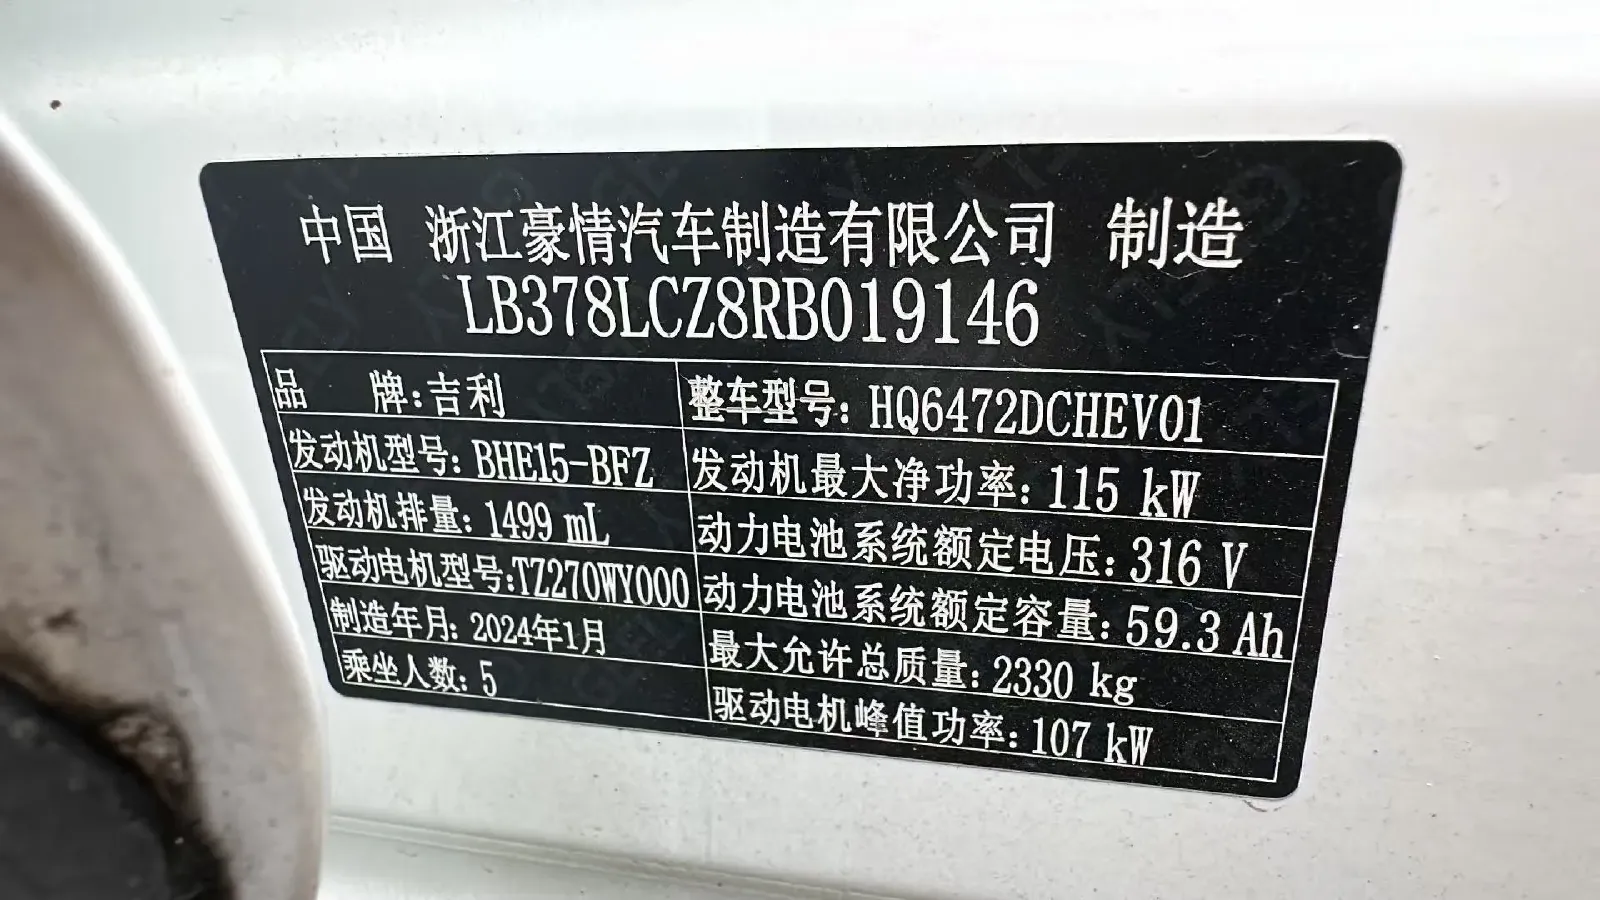 中国 浙江豪情汽车制造有限公司 制造
LB378LCZ8RB019146
品 牌:吉利
整车型号:HQ6472DCHEV01
发动机型号:BHE15-BFZ
发动机最大净功率:115 kW
发动机排量:1499 mL
动力电池系统额定电压:316 V
驱动电机型号:TZ270WY000
动力电池系统额定容量:59.3 Ah
制造年月:2024年1月
最大允许总质量:2330 kg
乘坐人数:5
驱动电机峰值功率:107 kW